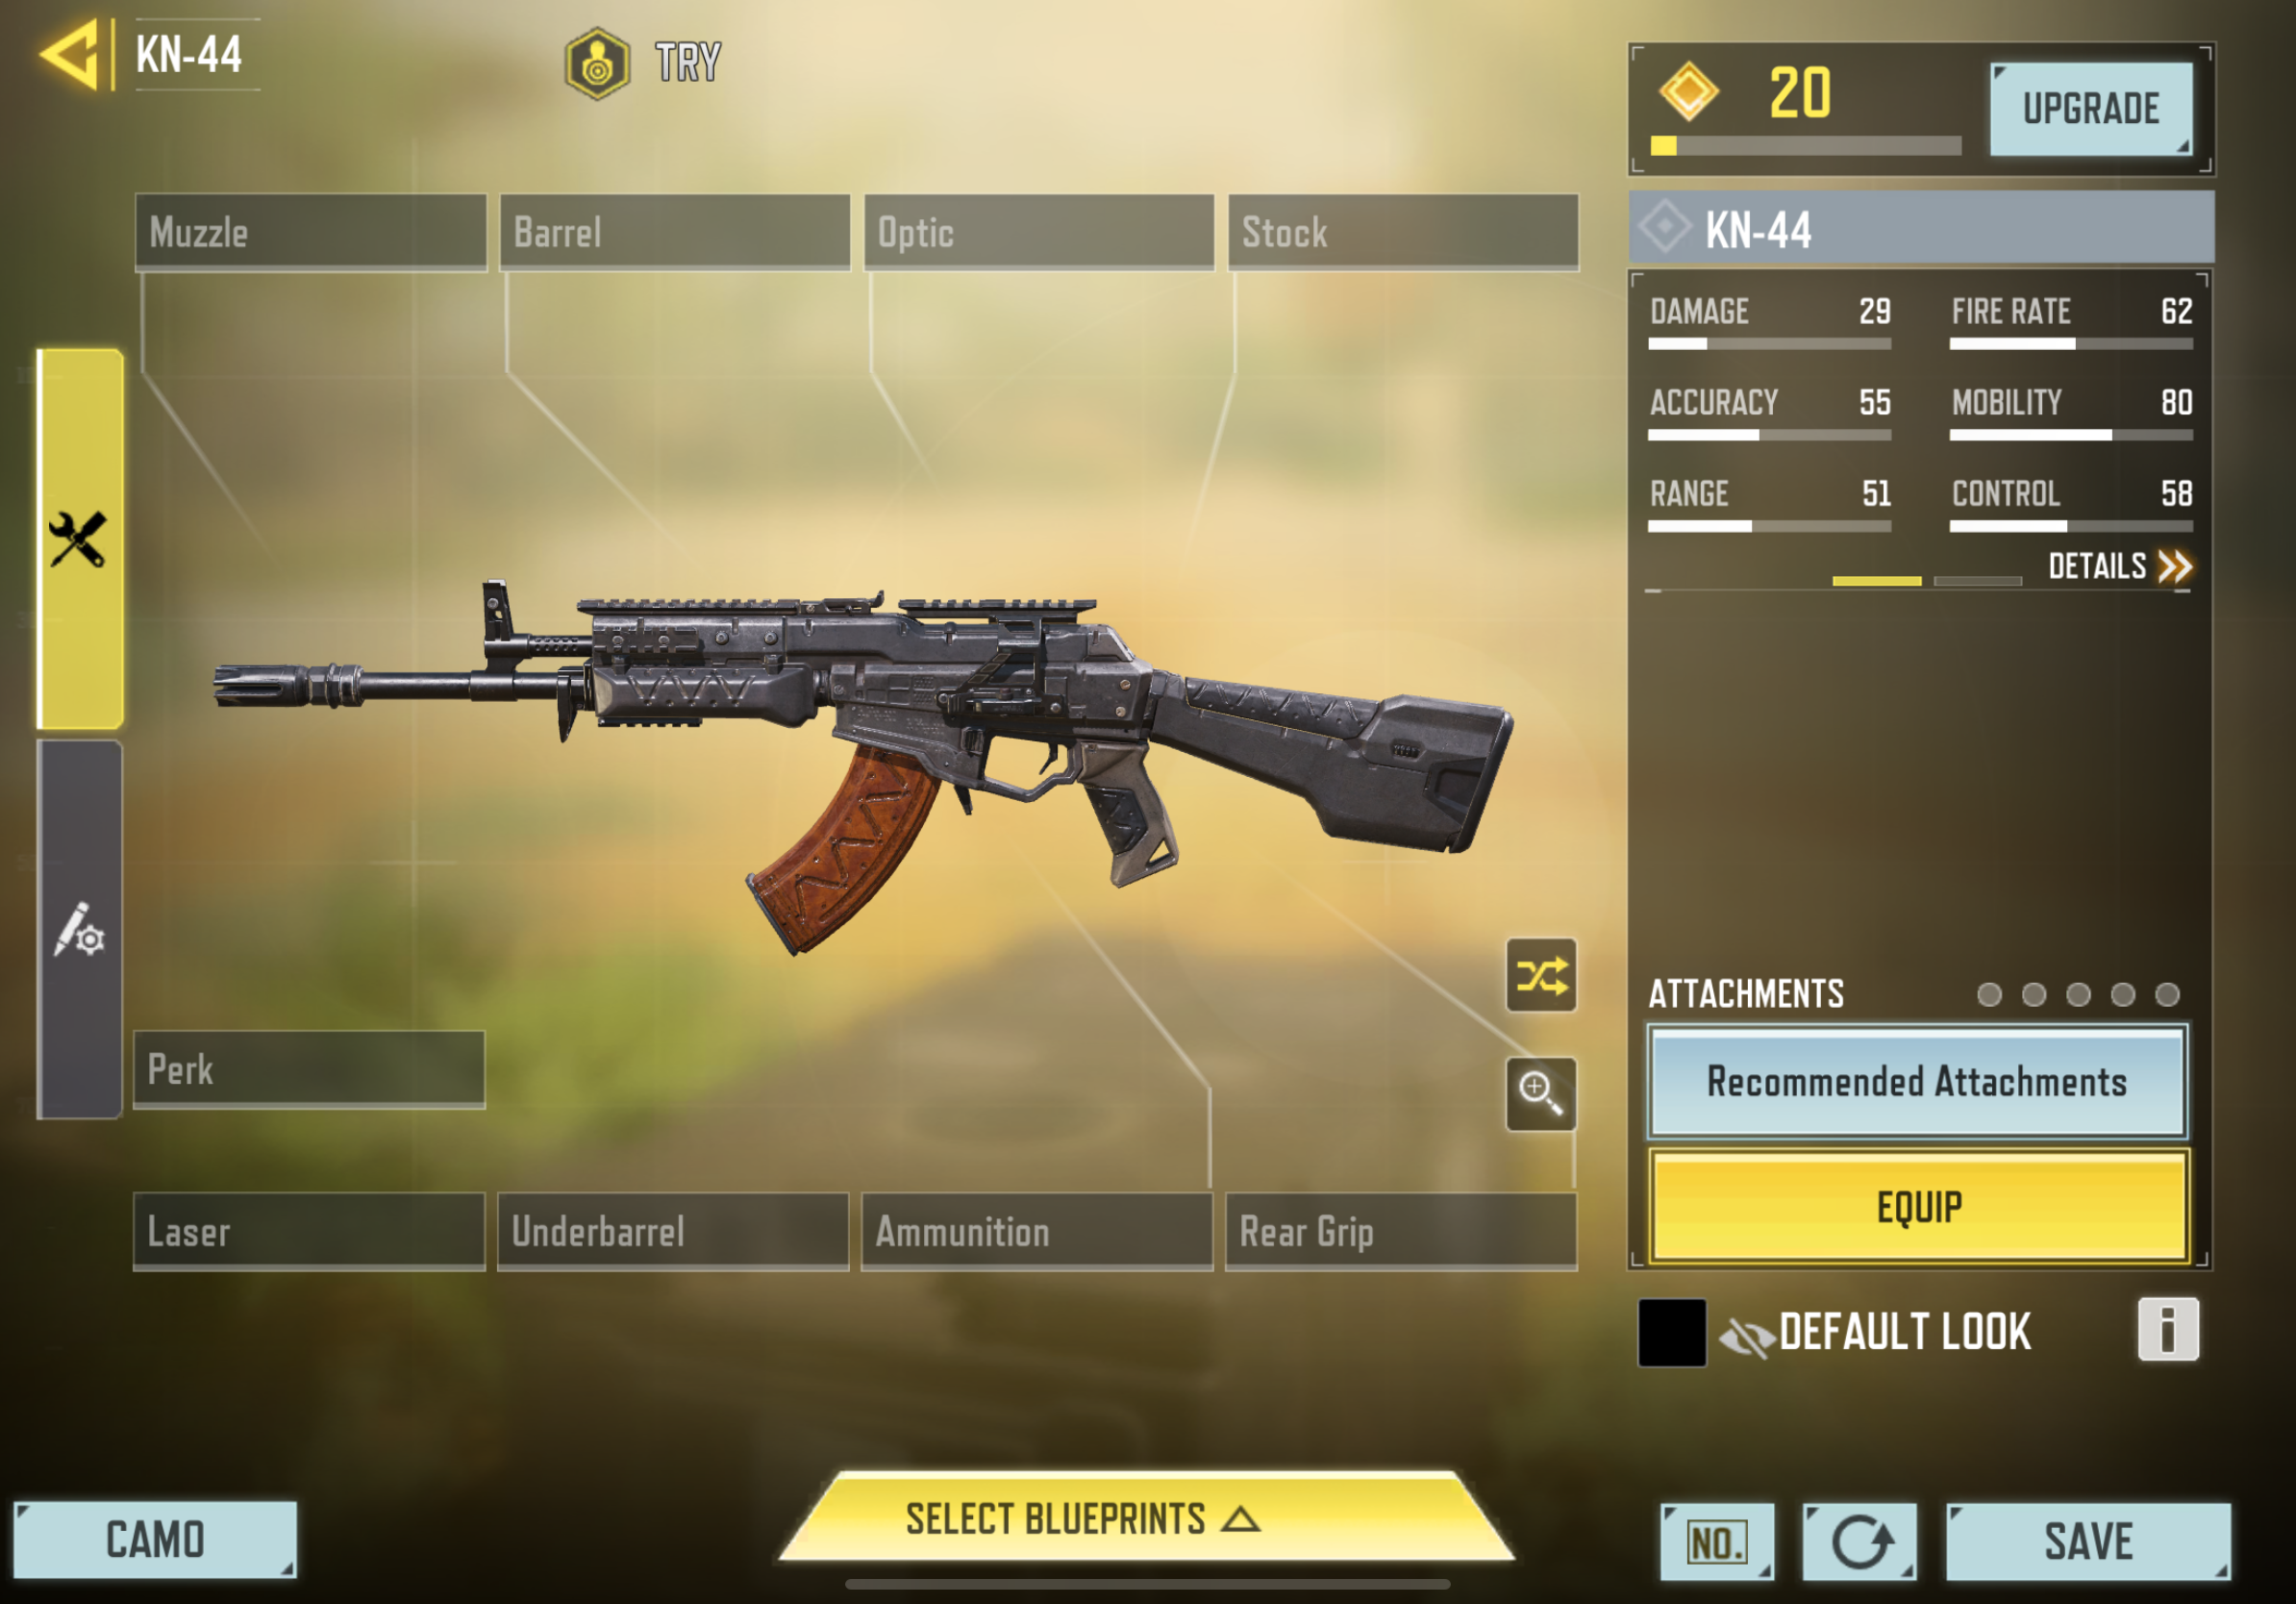 KN-44
TRY
20
UPGRADE
Muzzle
Barrel
Optic
Stock
KN-44
DAMAGE 29
FIRE RATE 62
ACCURACY 55
MOBILITY 80
RANGE 51
CONTROL 58
DETAILS
ATTACHMENTS
Recommended Attachments
EQUIP
Perk
Laser
Underbarrel
Ammunition
Rear Grip
DEFAULT LOOK
i
CAMO
SELECT BLUEPRINTS
NO.
SAVE